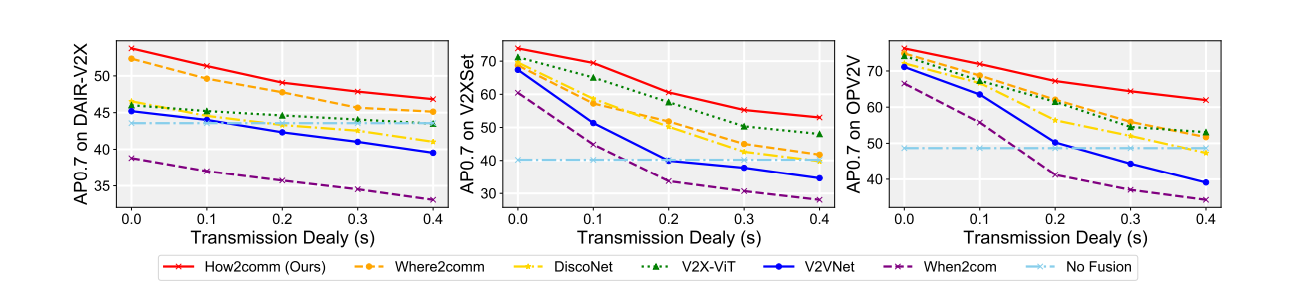 AP0.7 on DAIR-V2X
50
45
40
35
0.0 0.1 0.2 0.3 0.4
Transmission Dealy (s)
AP0.7 on V2XSet
70
60
50
40
30
0.0 0.1 0.2 0.3 0.4
Transmission Dealy (s)
AP0.7 on OPV2V
70
60
50
40
0.0 0.1 0.2 0.3 0.4
Transmission Dealy (s)
How2comm (Ours) Where2comm DiscoNet V2X-ViT V2VNet When2com No Fusion